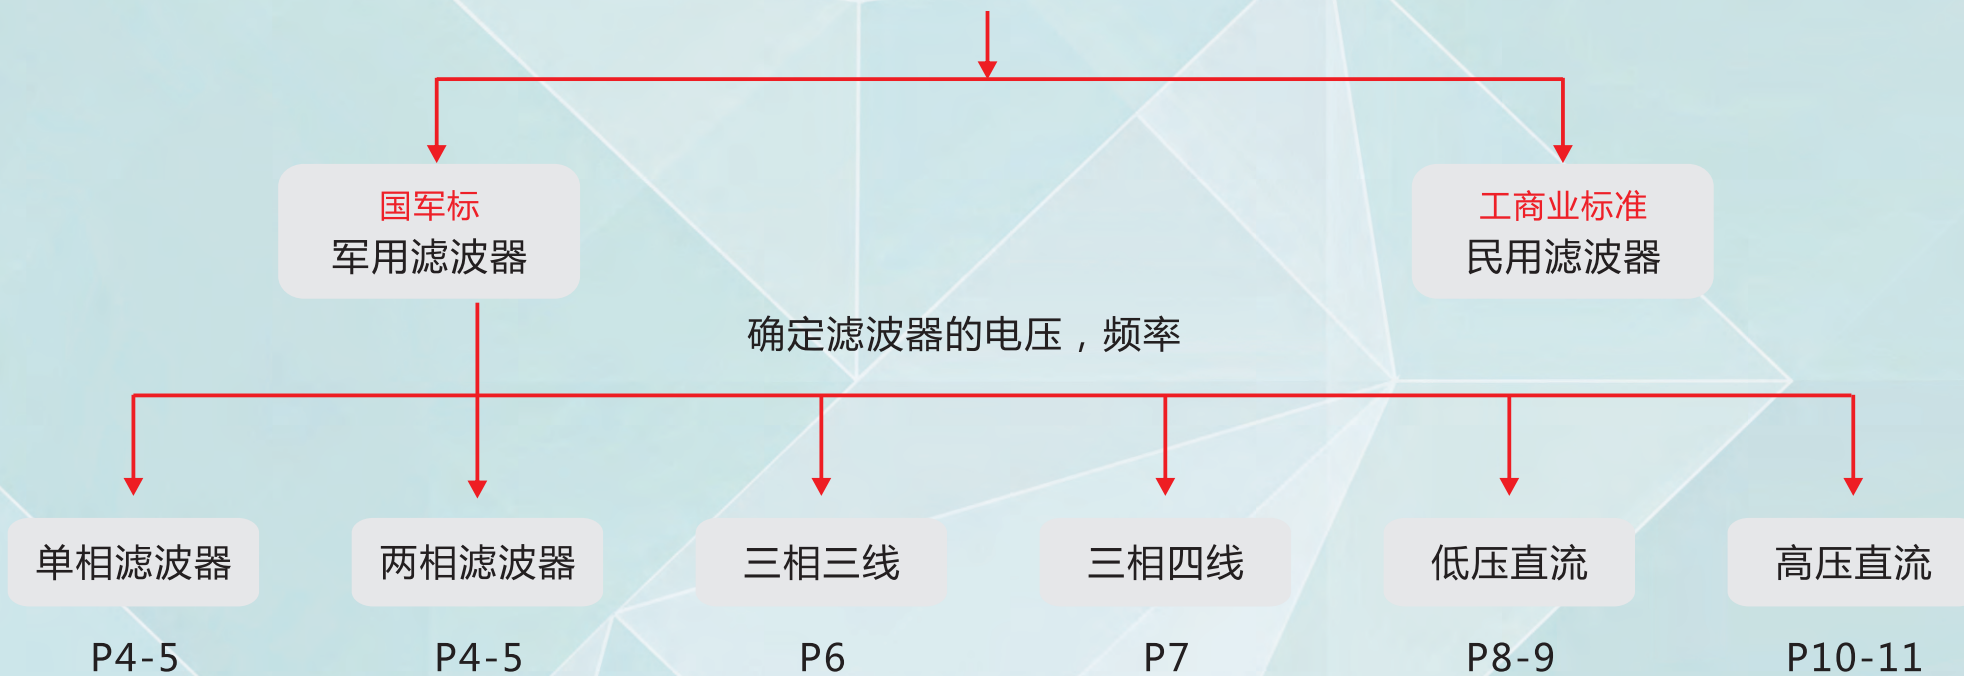 国军标
军用滤波器
工商业标准
民用滤波器
确定滤波器的电压，频率
单相滤波器
两相滤波器
三相三线
三相四线
低压直流
高压直流
P4-5
P4-5
P6
P7
P8-9
P10-11